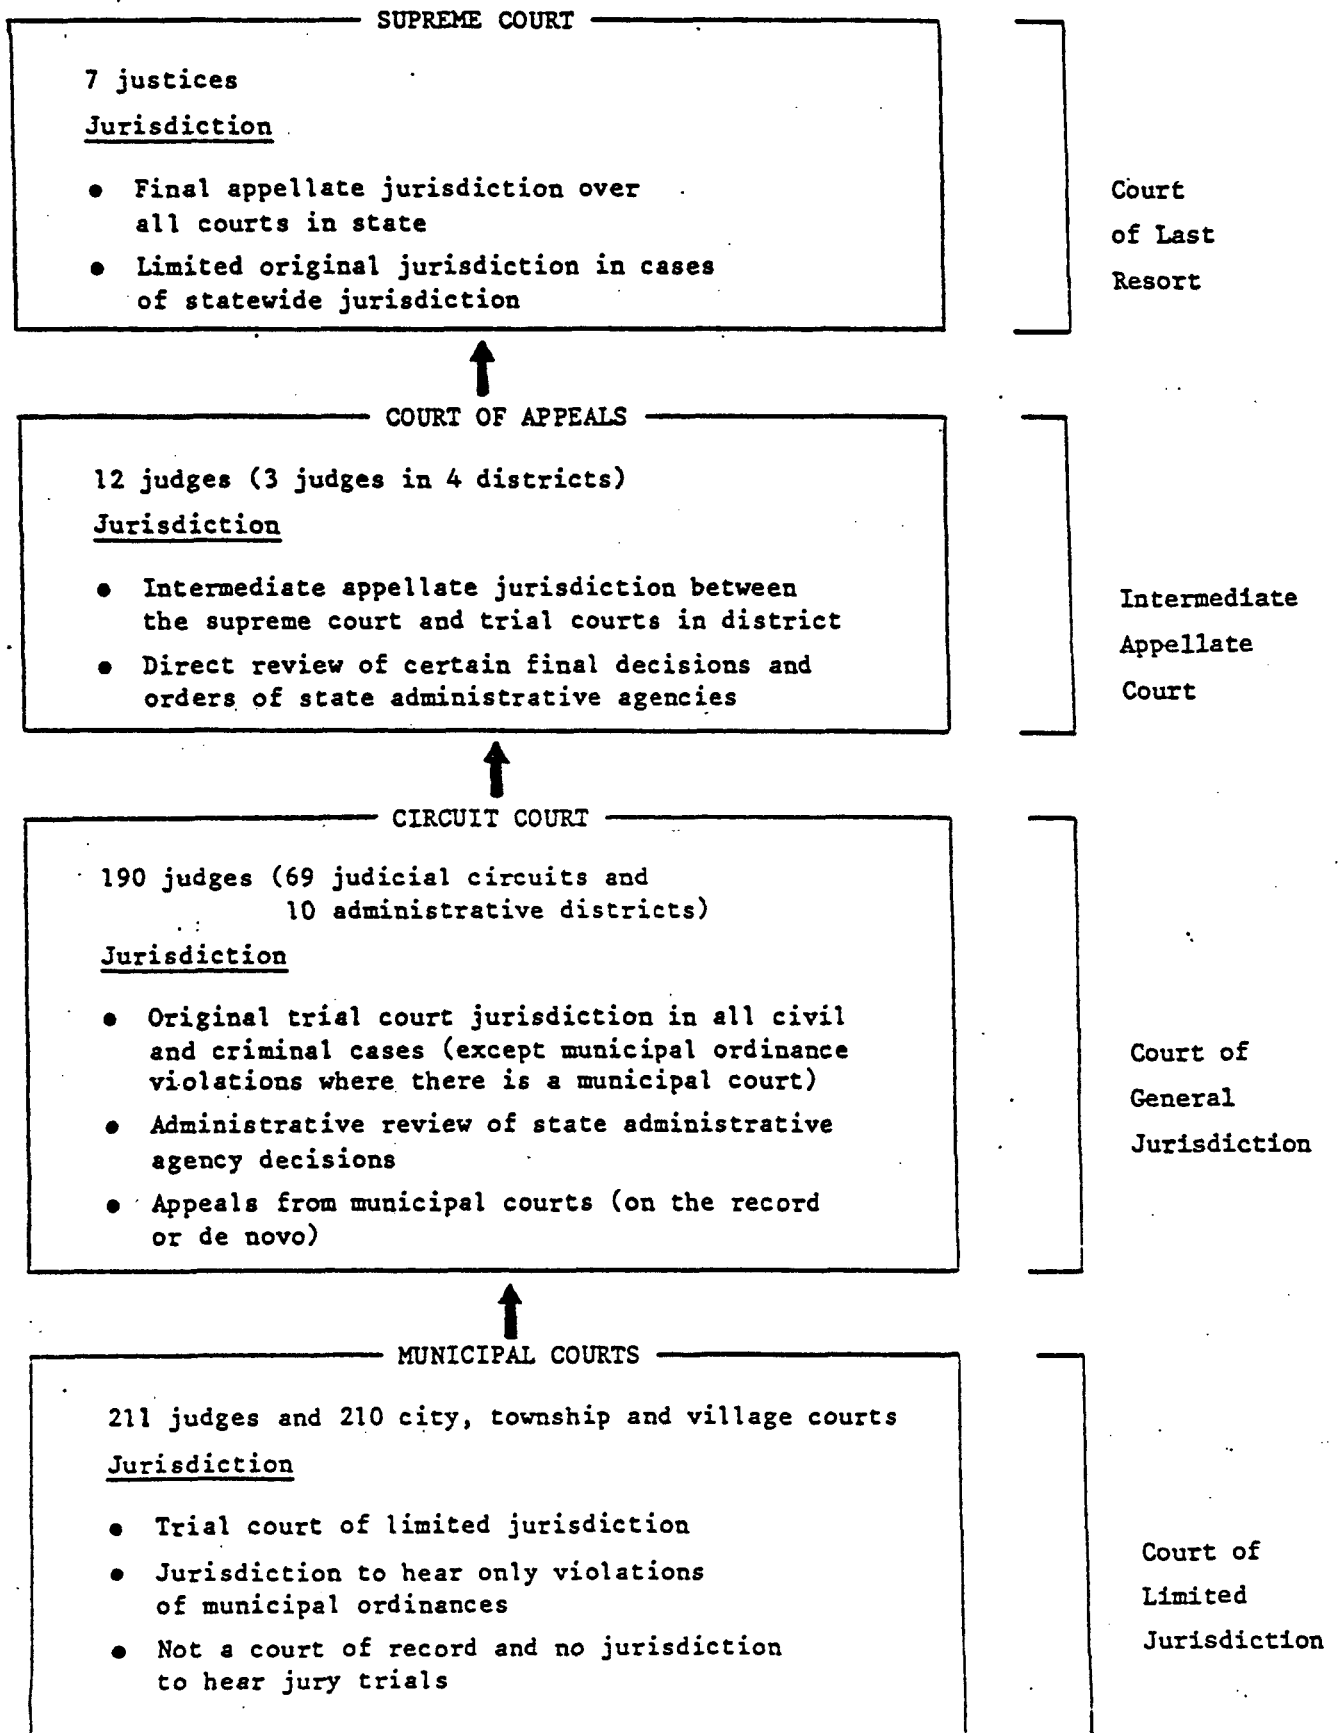 SUPREME COURT
7 justices
Jurisdiction
● Final appellate jurisdiction over
all courts in state
● Limited original jurisdiction in cases
of statewide jurisdiction
Court
of Last
Resort
COURT OF APPEALS
12 judges (3 judges in 4 districts)
Jurisdiction
● Intermediate appellate jurisdiction between
the supreme court and trial courts in district
● Direct review of certain final decisions and
orders of state administrative agencies
Intermediate
Appellate
Court
CIRCUIT COURT
190 judges (69 judicial circuits and
10 administrative districts)
Jurisdiction
● Original trial court jurisdiction in all civil
and criminal cases (except municipal ordinance
violations where there is a municipal court)
● Administrative review of state administrative
agency decisions
● Appeals from municipal courts (on the record
or de novo)
Court of
General
Jurisdiction
MUNICIPAL COURTS
211 judges and 210 city, township and village courts
Jurisdiction
● Trial court of limited jurisdiction
● Jurisdiction to hear only violations
of municipal ordinances
● Not a court of record and no jurisdiction
to hear jury trials
Court of
Limited
Jurisdiction